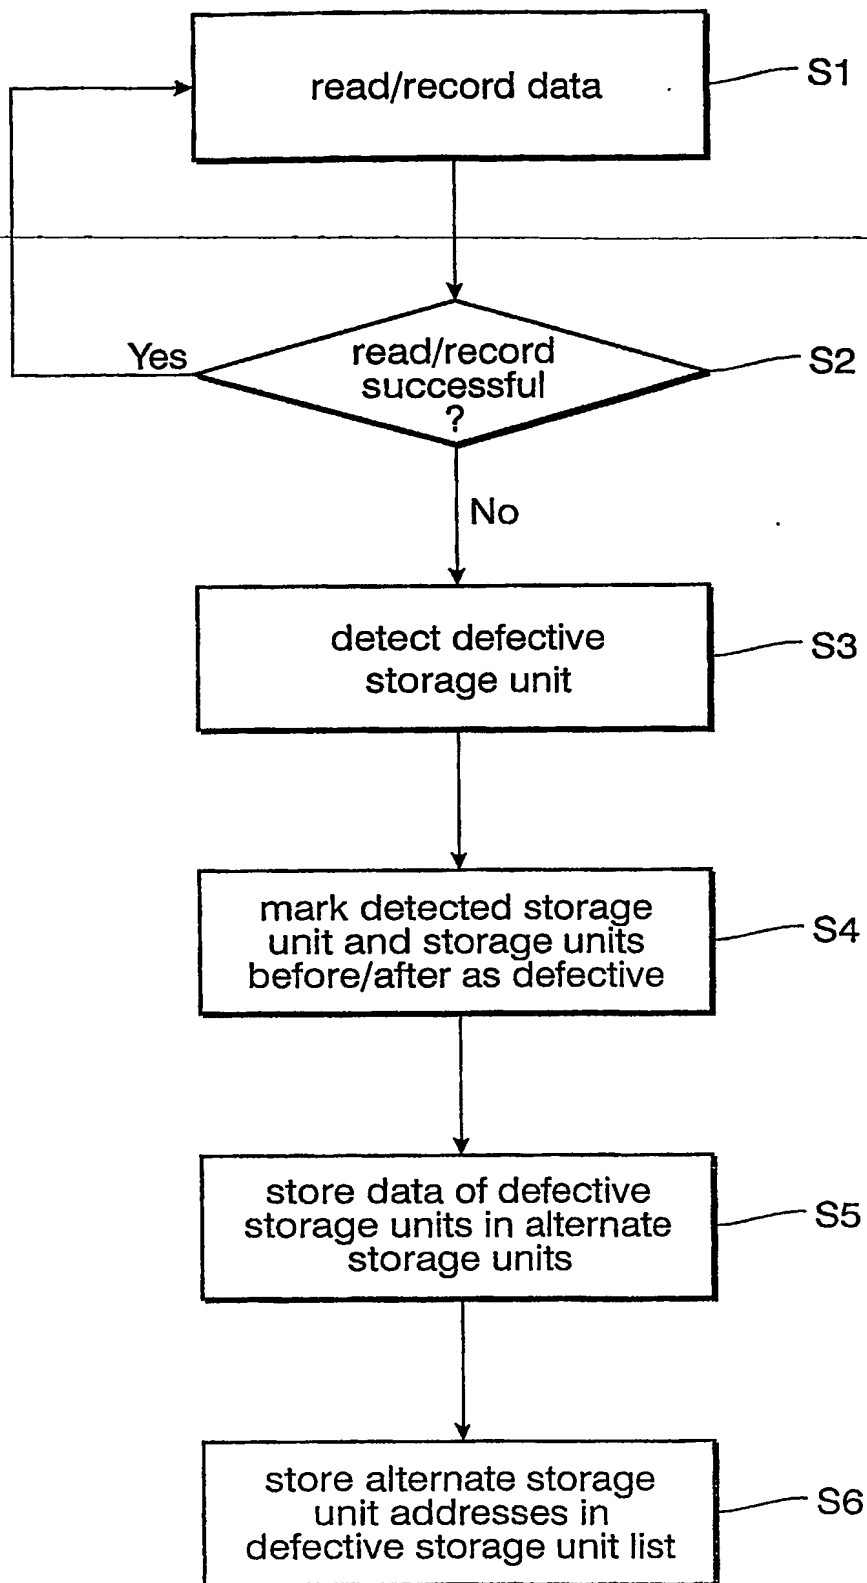 read/record data
S1
Yes
read/record
successful
?
S2
No
detect defective
storage unit
S3
mark detected storage
unit and storage units
before/after as defective
S4
store data of defective
storage units in alternate
storage units
S5
store alternate storage
unit addresses in
defective storage unit list
S6